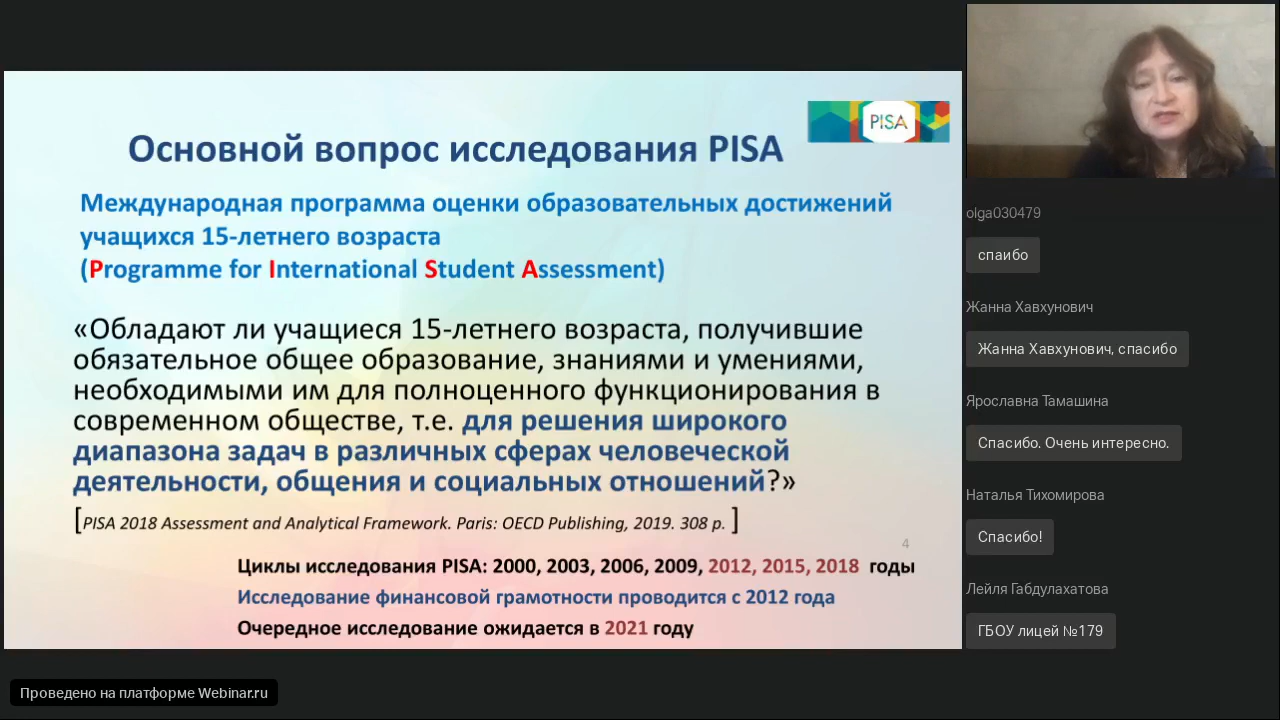 Основной вопрос исследования PISA
PISA
Международная программа оценки образовательных достижений
учащихся 15-летнего возраста
(Programme for International Student Assessment)
«Обладают ли учащиеся 15-летнего возраста, получившие
обязательное общее образование, знаниями и умениями,
необходимыми им для полноценного функционирования в
современном обществе, т.е. для решения широкого
диапазона задач в различных сферах человеческой
деятельности, общения и социальных отношений?»
[PISA 2018 Assessment and Analytical Framework. Paris: OECD Publishing, 2019. 308 p. ]
4
Циклы исследования PISA: 2000, 2003, 2006, 2009, 2012, 2015, 2018 годы
Исследование финансовой грамотности проводится с 2012 года
Очередное исследование ожидается в 2021 году
Проведено на платформе Webinar.ru
olga030479
спаибо
Жанна Хавхунович
Жанна Хавхунович, спасибо
Ярославна Тамашина
Спасибо. Очень интересно.
Наталья Тихомирова
Спасибо!
Лейля Габдулахатова
ГБОУ лицей №179